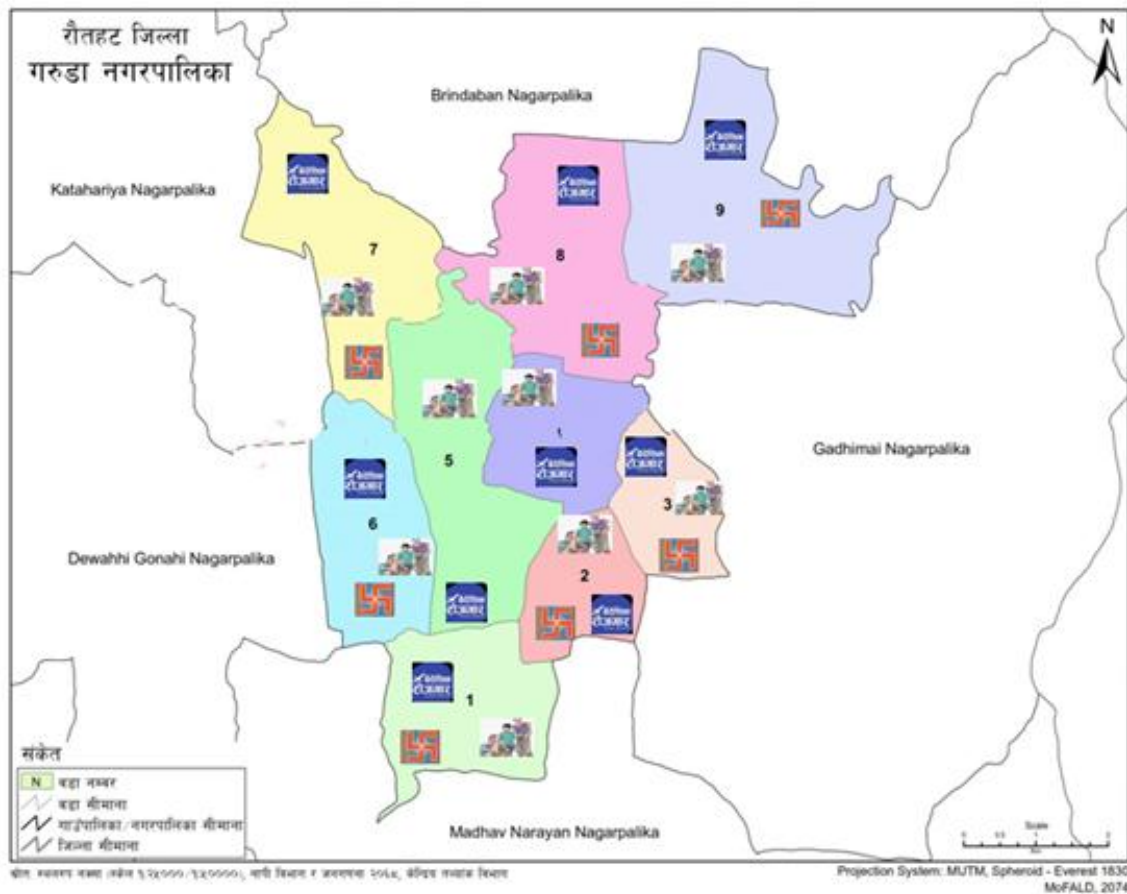 रौतहट जिल्ला
गरुडा नगरपालिका
N
Brindaban Nagarpalika
Katahariya Nagarpalika
9
7
8
Gadhimai Nagarpalika
5
3
6
Dewahhi Gonahi Nagarpalika
2
1
संकेत
N वडा नम्बर
वडा सीमाना
गाउँपालिका/नगरपालिका सीमाना
जिल्ला सीमाना
Madhav Narayan Nagarpalika
Scale
Projection System: MUTM, Spheroid - Everest 1830
MoFALD, 2074